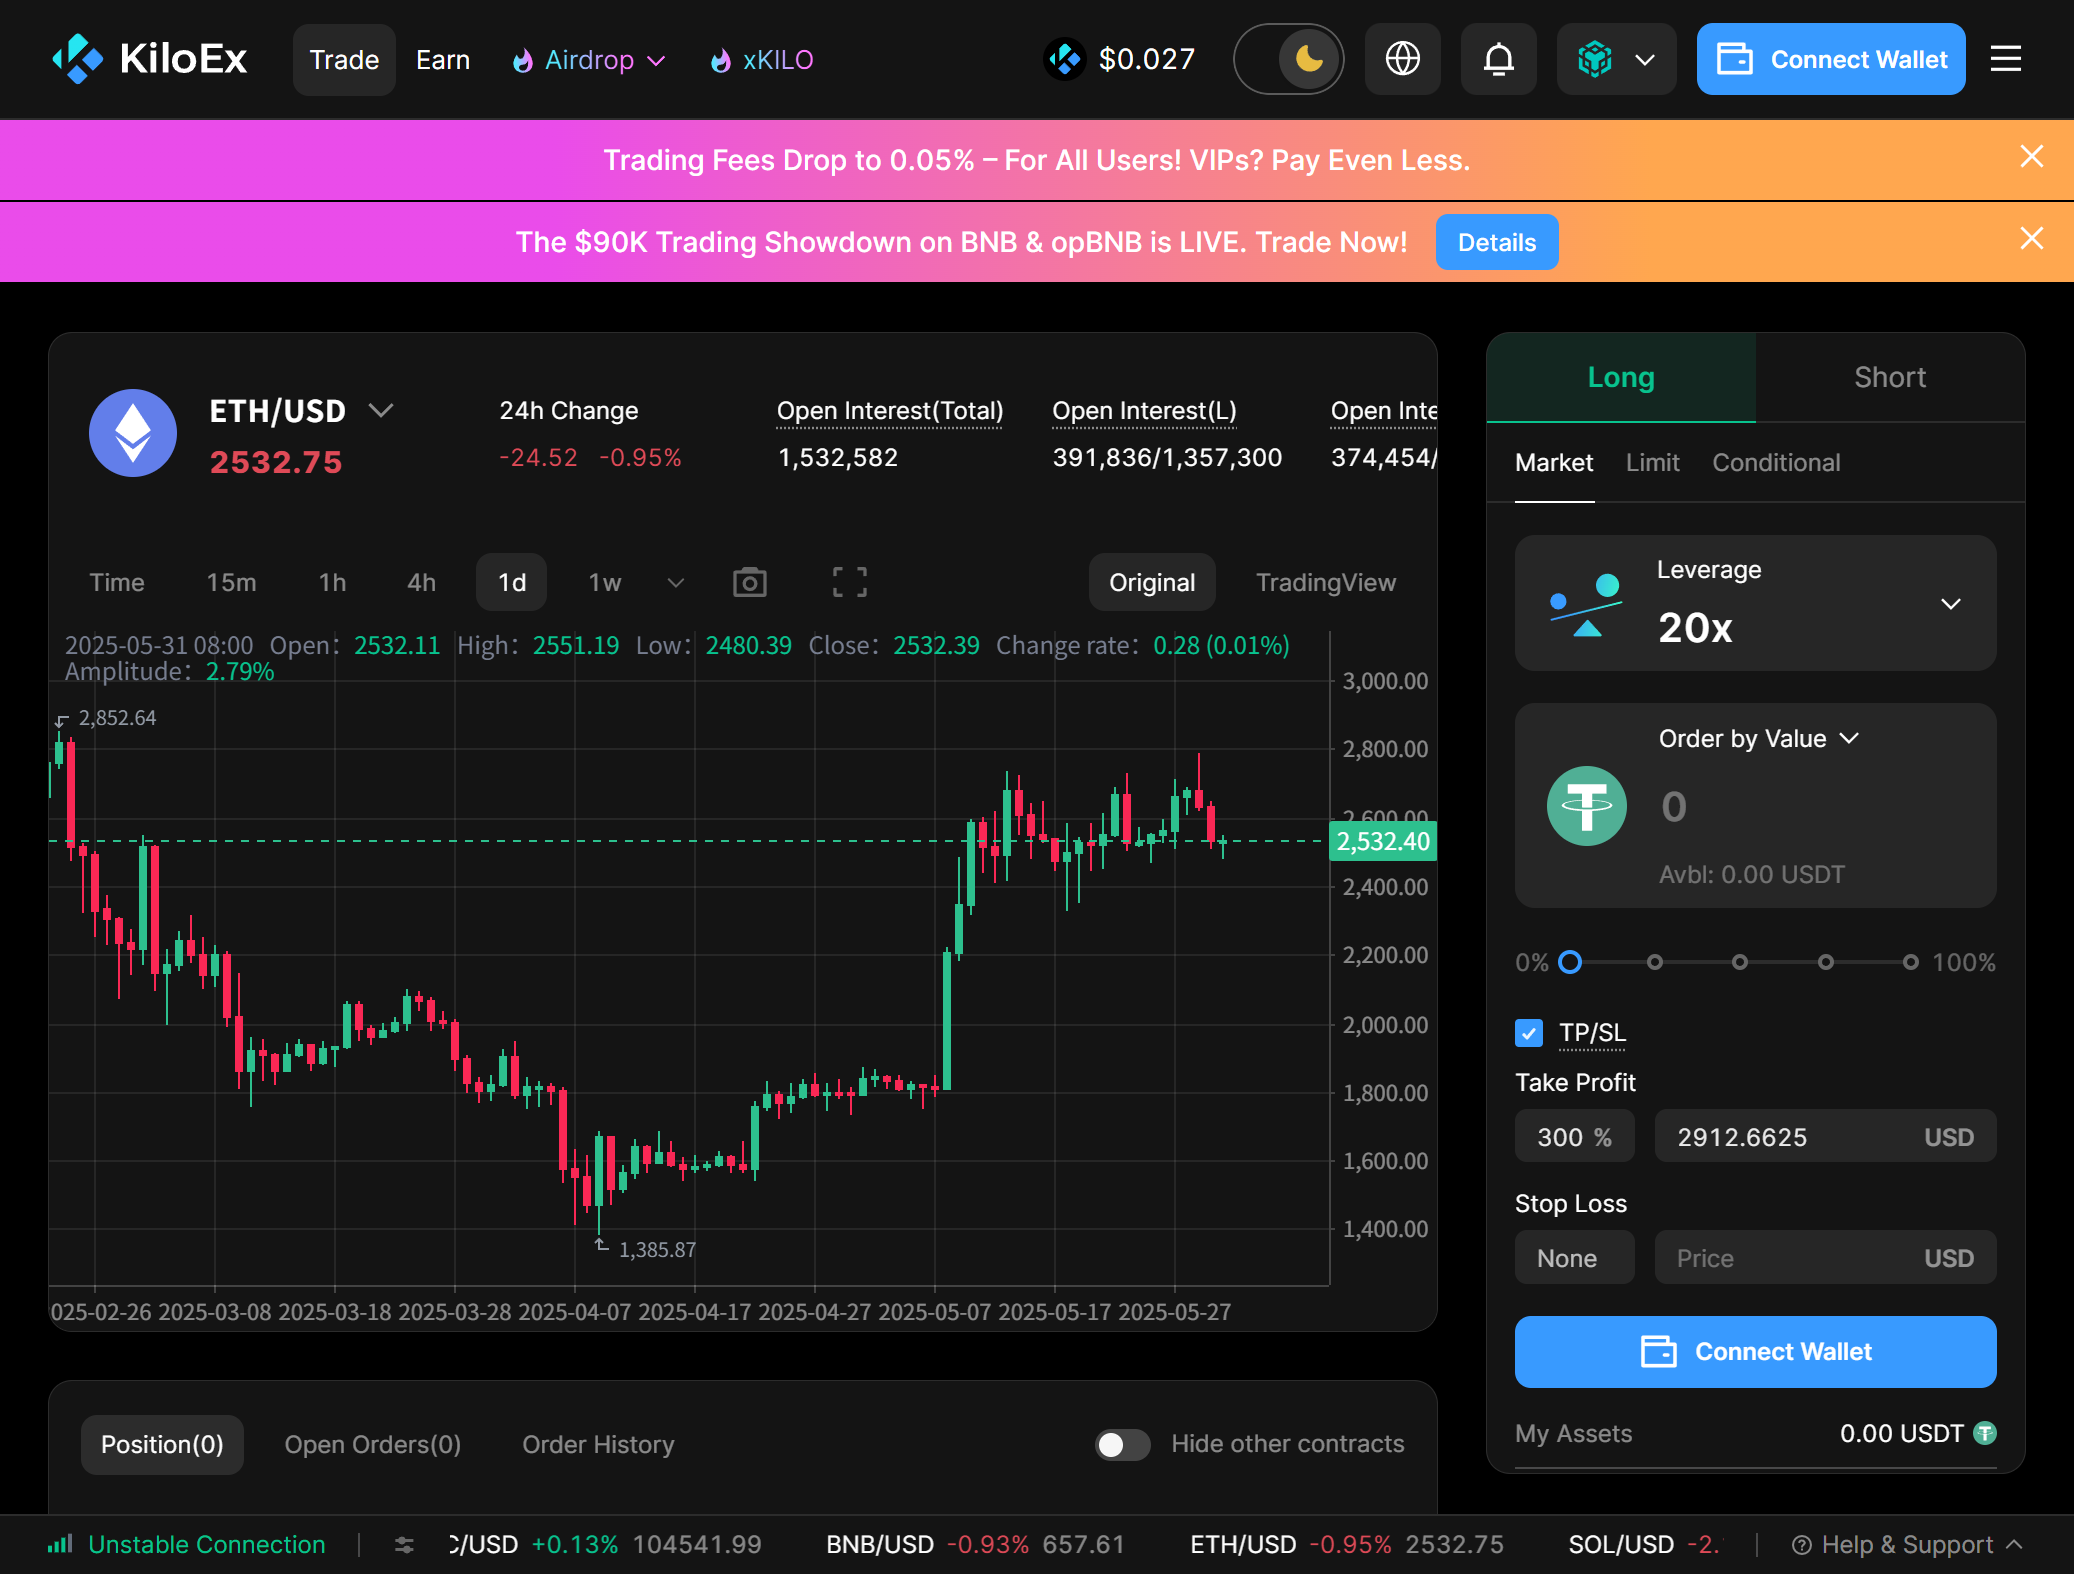 KiloEx
Trade
Earn
Airdrop
xKILO
$0.027
Connect Wallet
Trading Fees Drop to 0.05% – For All Users! VIPs? Pay Even Less.
The $90K Trading Showdown on BNB & opBNB is LIVE. Trade Now!
Details
ETH/USD
2532.75
24h Change
-24.52 -0.95%
Open Interest(Total)
1,532,582
Open Interest(L)
391,836/1,357,300
Open Inte
374,454/
Time
15m
1h
4h
1d
1w
Original
TradingView
2025-05-31 08:00 Open: 2532.11 High: 2551.19 Low: 2480.39 Close: 2532.39 Change rate: 0.28 (0.01%)
Amplitude: 2.79%
3,000.00
2,852.64
2,800.00
2,600.00
2,532.40
2,400.00
2,200.00
2,000.00
1,800.00
1,600.00
1,400.00
1,385.87
025-02-26 2025-03-08 2025-03-18 2025-03-28 2025-04-07 2025-04-17 2025-04-27 2025-05-07 2025-05-17 2025-05-27
Long
Short
Market
Limit
Conditional
Leverage
20x
Order by Value
0
Avbl: 0.00 USDT
0%
100%
TP/SL
Take Profit
300 %
2912.6625 USD
Stop Loss
None
Price USD
Connect Wallet
My Assets
0.00 USDT
Position(0)
Open Orders(0)
Order History
Hide other contracts
Unstable Connection
C/USD +0.13% 104541.99
BNB/USD -0.93% 657.61
ETH/USD -0.95% 2532.75
SOL/USD -2.
Help & Support